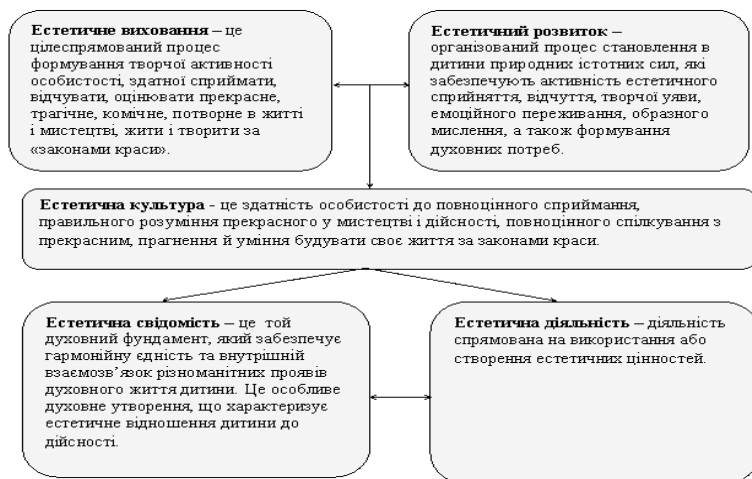 Естетичне виховання – це
цілеспрямований процес
формування творчої активності
особистості, здатної сприймати,
відчувати, оцінювати прекрасне,
трагічне, комічне, потворне в житті
і мистецтві, жити і творити за
«законами краси».
Естетичний розвиток –
організований процес становлення в
дитини природних істотних сил, які
забезпечують активність естетичного
сприйняття, відчуття, творчої уяви,
емоційного переживання, образного
мислення, а також формування
духовних потреб.
Естетична культура - це здатність особистості до повноцінного сприймання,
правильного розуміння прекрасного у мистецтві і дійсності, повноцінного спілкування з
прекрасним, прагнення й уміння будувати своє життя за законами краси.
Естетична свідомість – це той
духовний фундамент, який забезпечує
гармонійну єдність та внутрішній
взаємозв’язок різноманітних проявів
духовного життя дитини. Це особливе
духовне утворення, що характеризує
естетичне відношення дитини до
дійсності.
Естетична діяльність – діяльність
спрямована на використання або
створення естетичних цінностей.